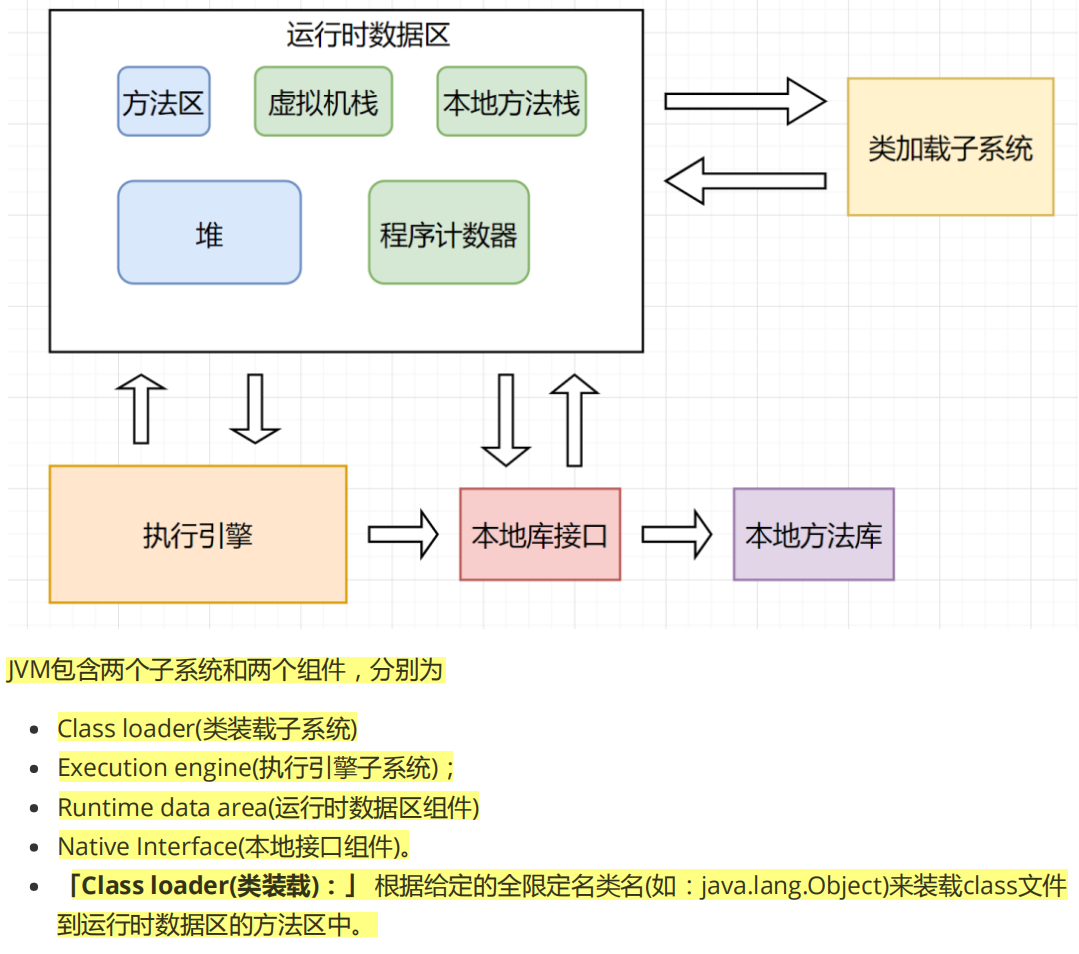 运行时数据区
方法区
虚拟机栈
本地方法栈
类加载子系统
堆
程序计数器
执行引擎
本地库接口
本地方法库
JVM包含两个子系统和两个组件，分别为
Class loader(类装载子系统)
Execution engine(执行引擎子系统)；
Runtime data area(运行时数据区组件)
Native Interface(本地接口组件)。
「Class loader(类装载)：」 根据给定的全限定名类名(如：java.lang.Object)来装载class文件
到运行时数据区的方法区中。